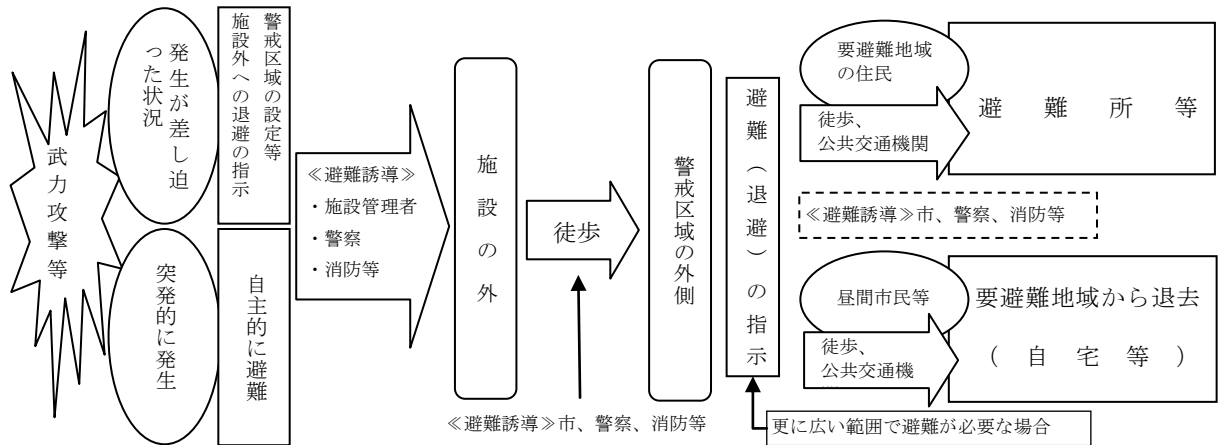 武力攻撃等
発生が差し迫
った状況
警戒区域の設定等
施設外への退避の指示
突発的に発生
自主的に避難
≪避難誘導≫
・施設管理者
・警察
・消防等
施設の外
徒歩
≪避難誘導≫市、警察、消防等
警戒区域の外側
避難（退避）の指示
更に広い範囲で避難が必要な場合
要避難地域
の住民
徒歩、
公共交通機関
避難所等
≪避難誘導≫市、警察、消防等
昼間市民等
徒歩、
公共交通機
要避難地域から退去
（自宅等）